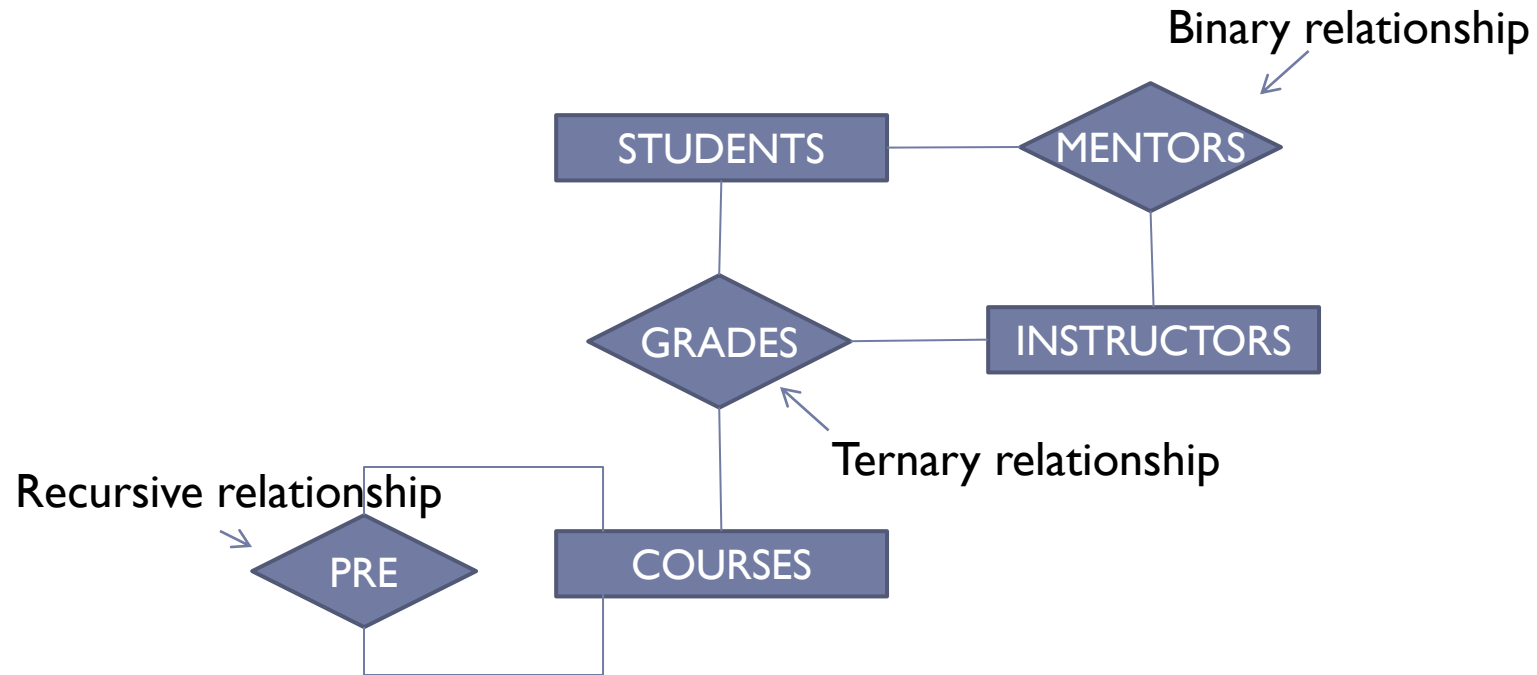 Binary relationship
STUDENTS
MENTORS
GRADES
INSTRUCTORS
Ternary relationship
Recursive relationship
PRE
COURSES